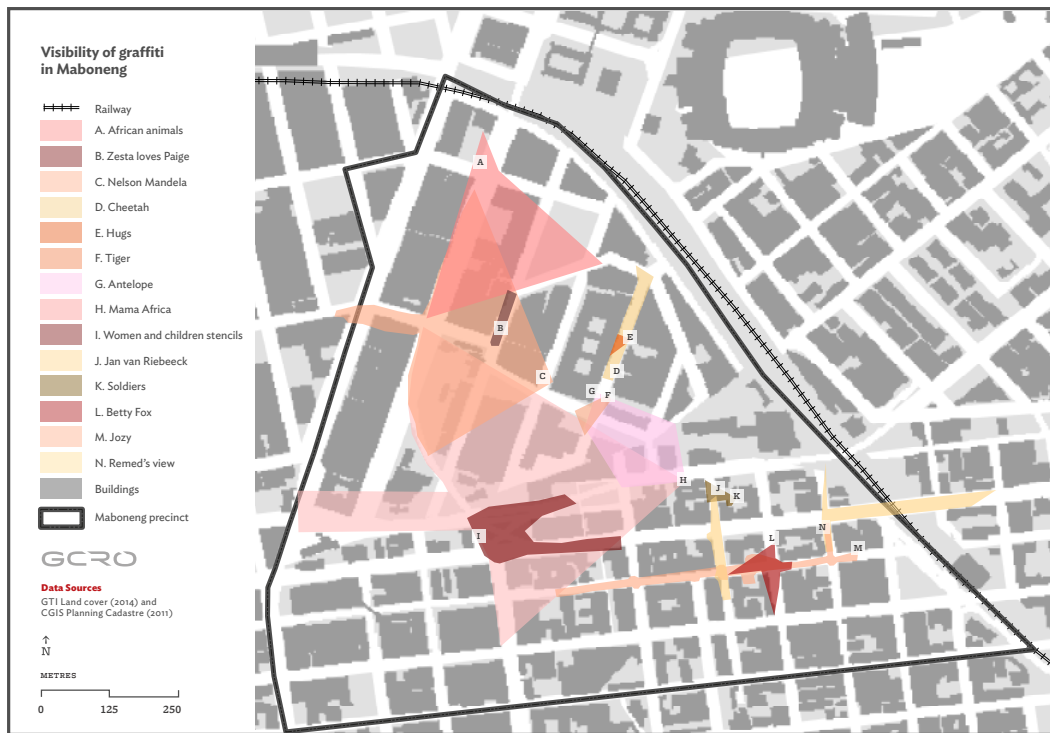 Visibility of graffiti
in Maboneng
Railway
A. African animals
B. Zesta loves Paige
C. Nelson Mandela
D. Cheetah
E. Hugs
F. Tiger
G. Antelope
H. Mama Africa
I. Women and children stencils
J. Jan van Riebeeck
K. Soldiers
L. Betty Fox
M. Jozy
N. Remed's view
Buildings
Maboneng precinct
GCRO
Data Sources
GTI Land cover (2014) and
CGIS Planning Cadastre (2011)
N
METRES
0 125 250
A
B
E
D
C
G F
H
J
K
N
I
L
M